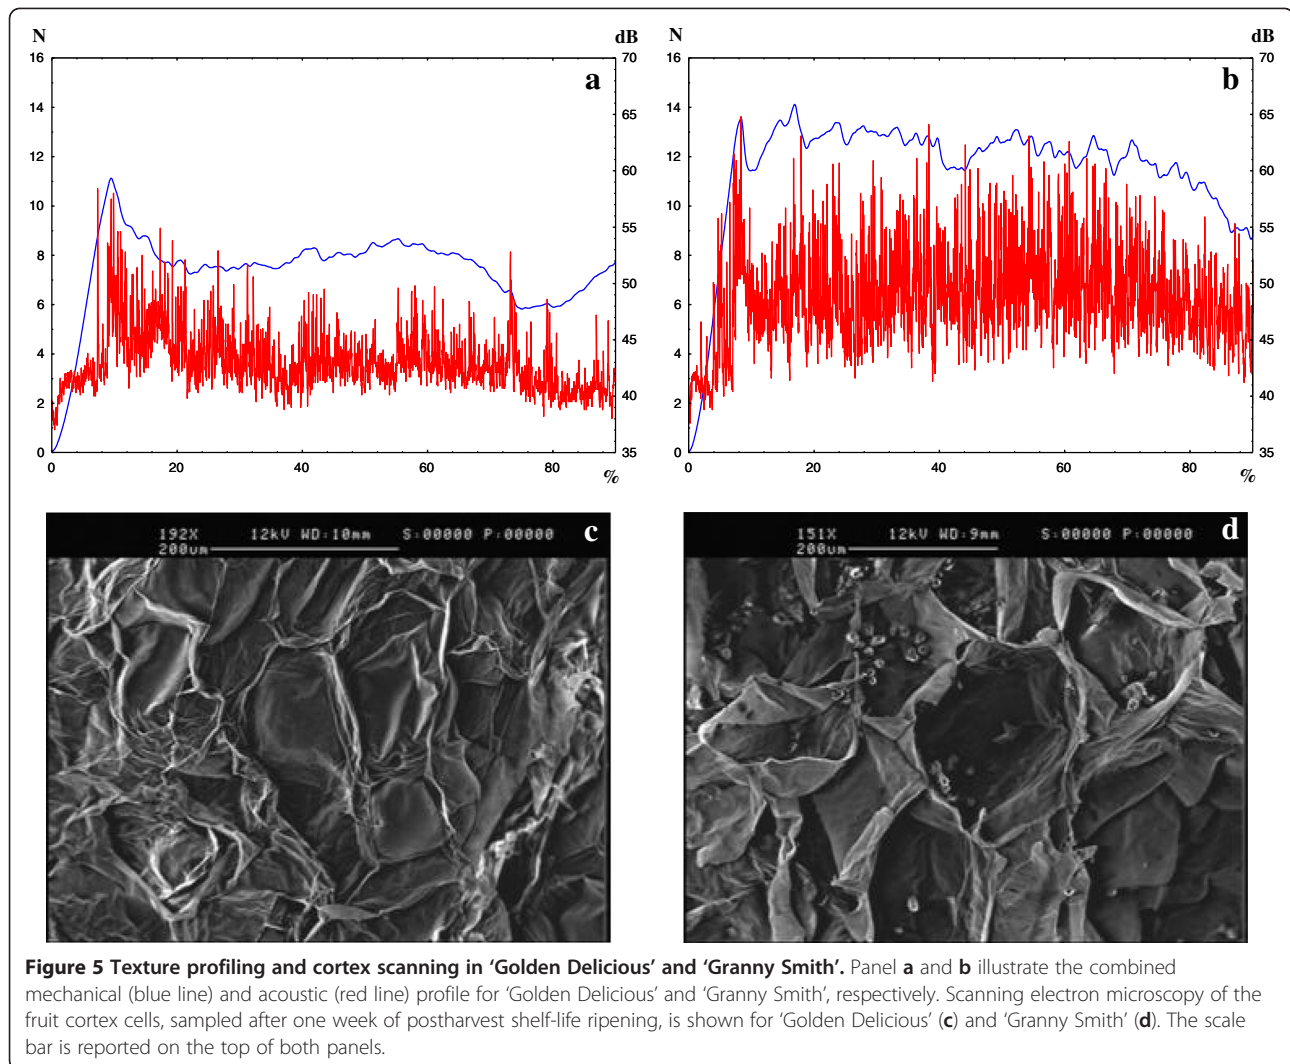 N dB N dB
16 70 16 70
a b
14 65 14 65
12 60 12 60
10 55 10 55
8 8
6 50 6 50
4 45 4 45
2 40 2 40
0 35 0 35
0 20 40 60 80 0 20 40 60 80
% %
192X 12kV WD:10mm S:00000 P:00000 c
200um
151X 12kV WD:9mm S:00000 P:00000 d
200um
Figure 5 Texture profiling and cortex scanning in ‘Golden Delicious’ and ‘Granny Smith’. Panel a and b illustrate the combined
mechanical (blue line) and acoustic (red line) profile for ‘Golden Delicious’ and ‘Granny Smith’, respectively. Scanning electron microscopy of the
fruit cortex cells, sampled after one week of postharvest shelf-life ripening, is shown for ‘Golden Delicious’ (c) and ‘Granny Smith’ (d). The scale
bar is reported on the top of both panels.